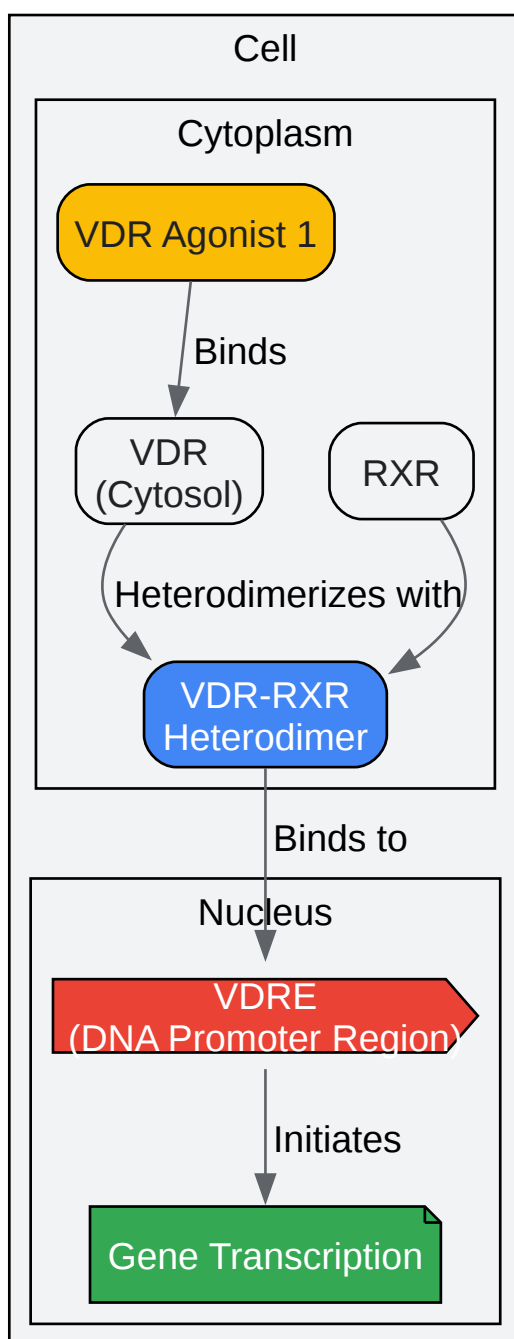 Cell
Cytoplasm
VDR Agonist 1
Binds
VDR
(Cytosol)
RXR
Heterodimerizes with
VDR-RXR
Heterodimer
Binds to
Nucleus
VDRE
(DNA Promoter Region)
Initiates
Gene Transcription